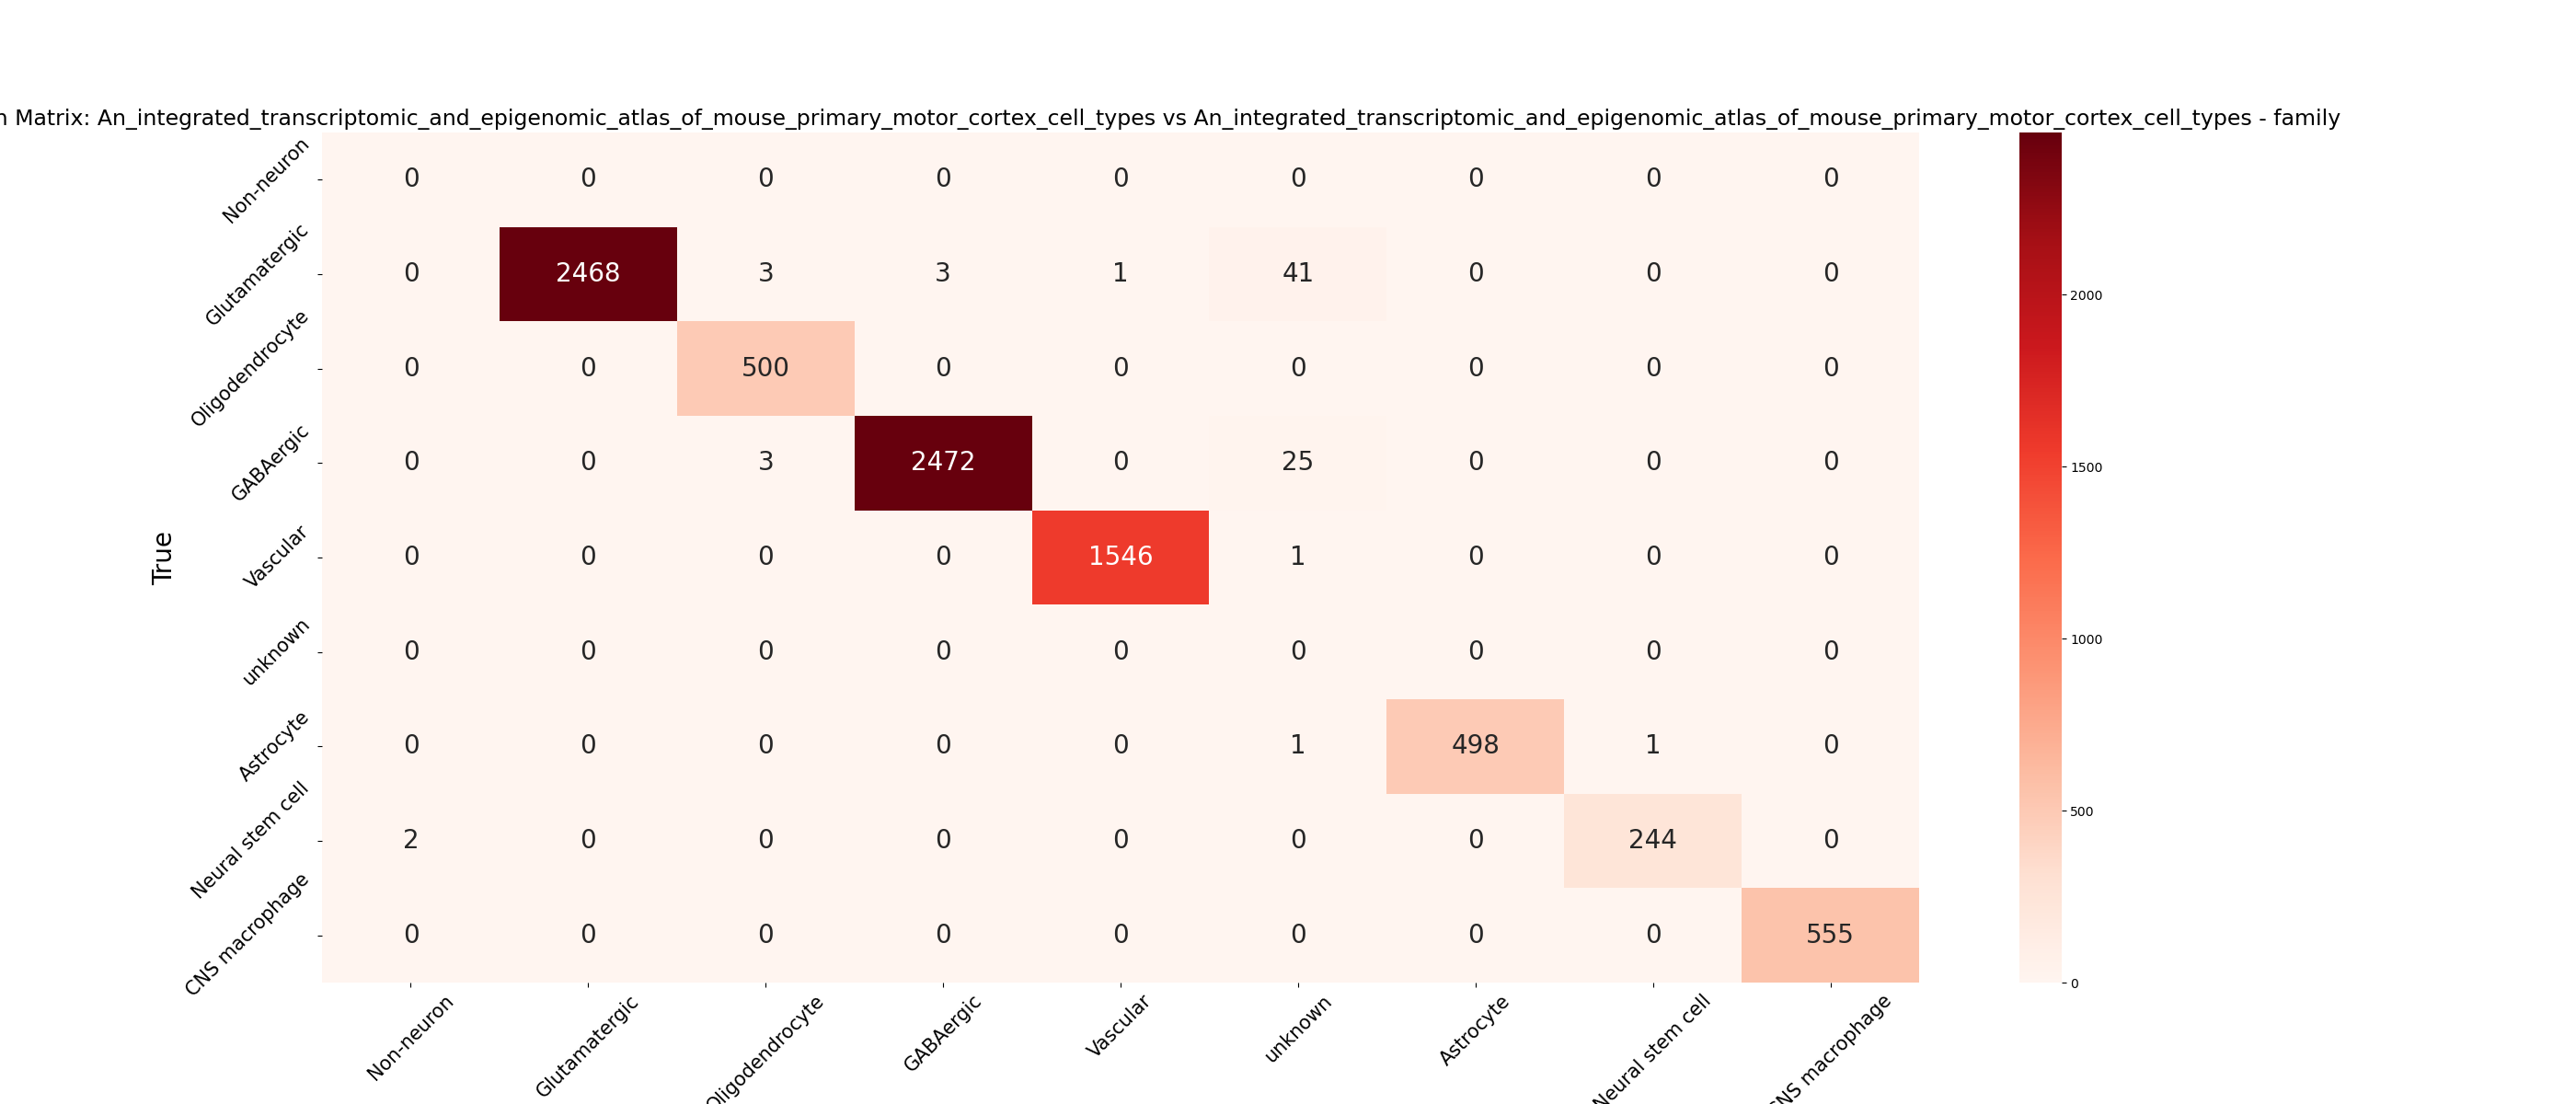 n Matrix: An_integrated_transcriptomic_and_epigenomic_atlas_of_mouse_primary_motor_cortex_cell_types vs An_integrated_transcriptomic_and_epigenomic_atlas_of_mouse_primary_motor_cortex_cell_types - family
True
Non-neuron 0 0 0 0 0 0 0 0 0
Glutamatergic 0 2468 3 3 1 41 0 0 0
Oligodendrocyte 0 0 500 0 0 0 0 0 0
GABAergic 0 0 3 2472 0 25 0 0 0
Vascular 0 0 0 0 1546 1 0 0 0
unknown 0 0 0 0 0 0 0 0 0
Astrocyte 0 0 0 0 0 1 498 1 0
Neural stem cell 2 0 0 0 0 0 0 244 0
CNS macrophage 0 0 0 0 0 0 0 0 555
Non-neuron Glutamatergic Oligodendrocyte GABAergic Vascular unknown Astrocyte Neural stem cell CNS macrophage
2000
1500
1000
500
0